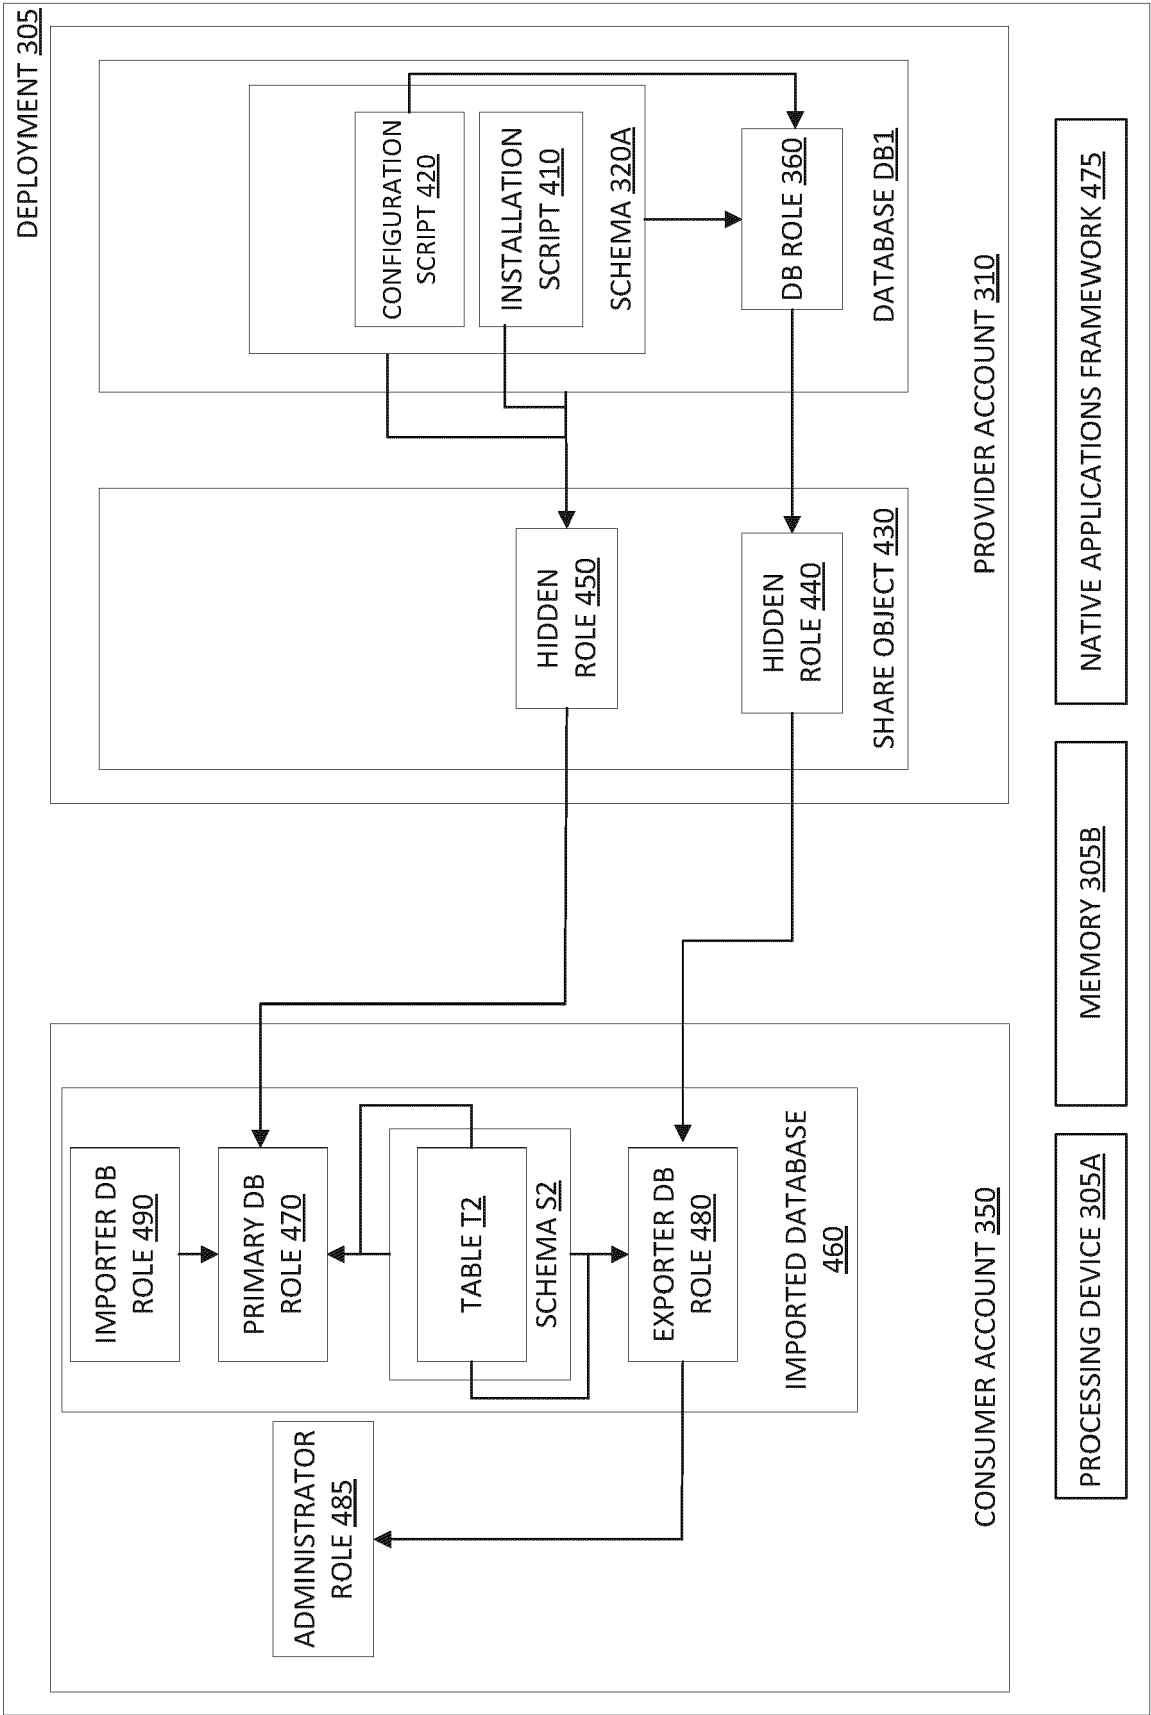 DEPLOYMENT 305
CONFIGURATION
SCRIPT 420
INSTALLATION
SCRIPT 410
SCHEMA 320A
DB ROLE 360
DATABASE DB1
HIDDEN
ROLE 450
HIDDEN
ROLE 440
SHARE OBJECT 430
PROVIDER ACCOUNT 310
IMPORTER DB
ROLE 490
PRIMARY DB
ROLE 470
TABLE T2
SCHEMA S2
EXPORTER DB
ROLE 480
IMPORTED DATABASE
460
ADMINISTRATOR
ROLE 485
CONSUMER ACCOUNT 350
PROCESSING DEVICE 305A
MEMORY 305B
NATIVE APPLICATIONS FRAMEWORK 475